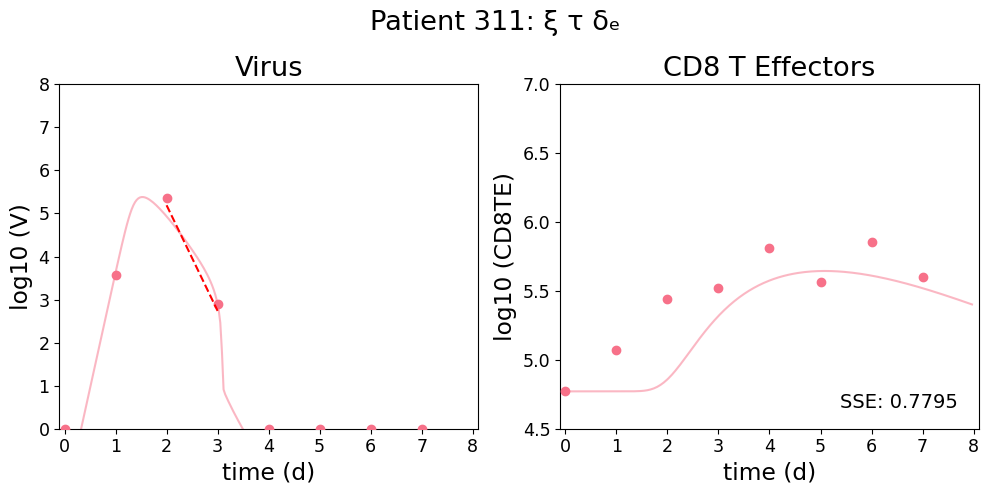 Patient 311: ξ τ δₑ
Virus
CD8 T Effectors
log10 (V)
8
7
6
5
4
3
2
1
0
0 1 2 3 4 5 6 7 8
time (d)
log10 (CD8TE)
7.0
6.5
6.0
5.5
5.0
4.5
SSE: 0.7795
0 1 2 3 4 5 6 7 8
time (d)